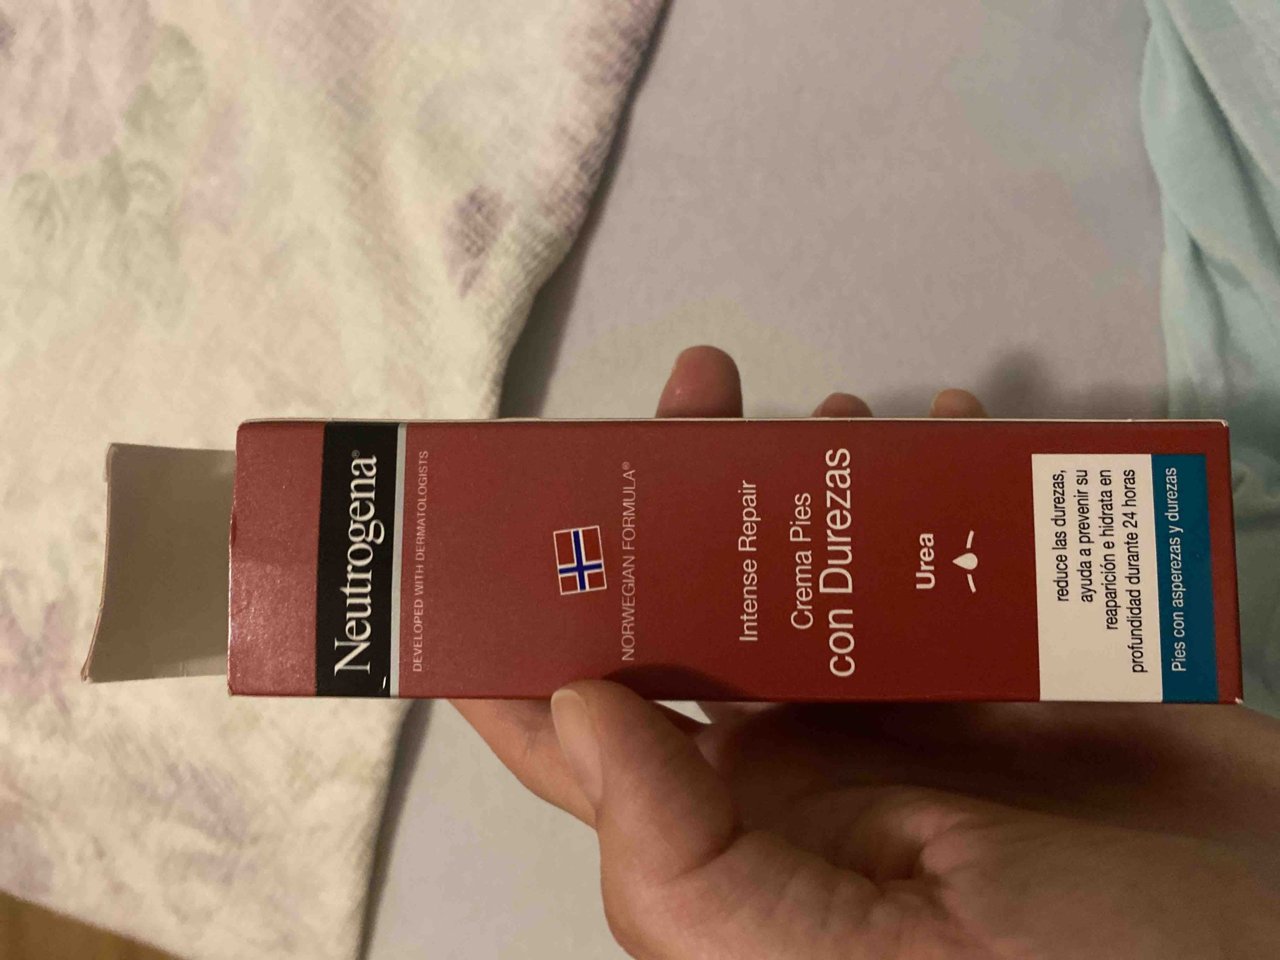 Neutrogena®
DEVELOPED WITH DERMATOLOGISTS
NORWEGIAN FORMULA®
Intense Repair
Crema Pies
con Durezas
Urea
reduce las durezas,
ayuda a prevenir su
reaparición e hidrata en
profundidad durante 24 horas
Pies con asperezas y durezas